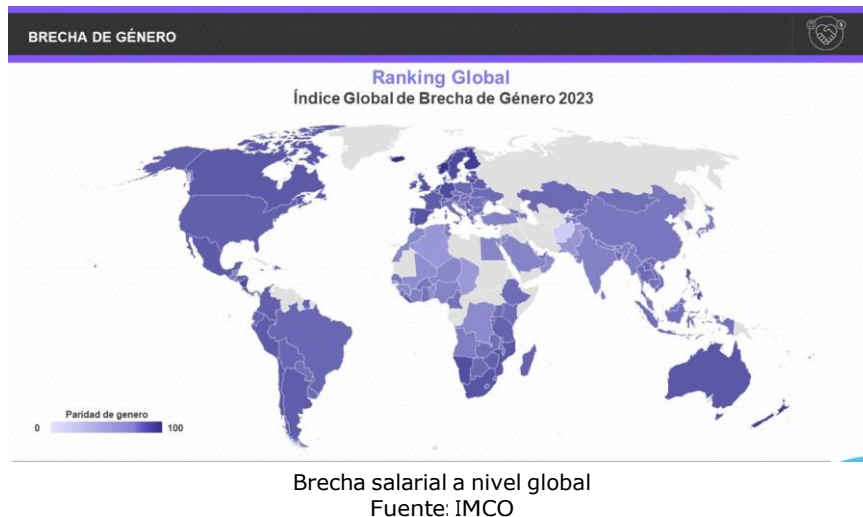 BRECHA DE GÉNERO
Ranking Global
Índice Global de Brecha de Género 2023
Paridad de genero
0 100
Brecha salarial a nivel global
Fuente: IMCO